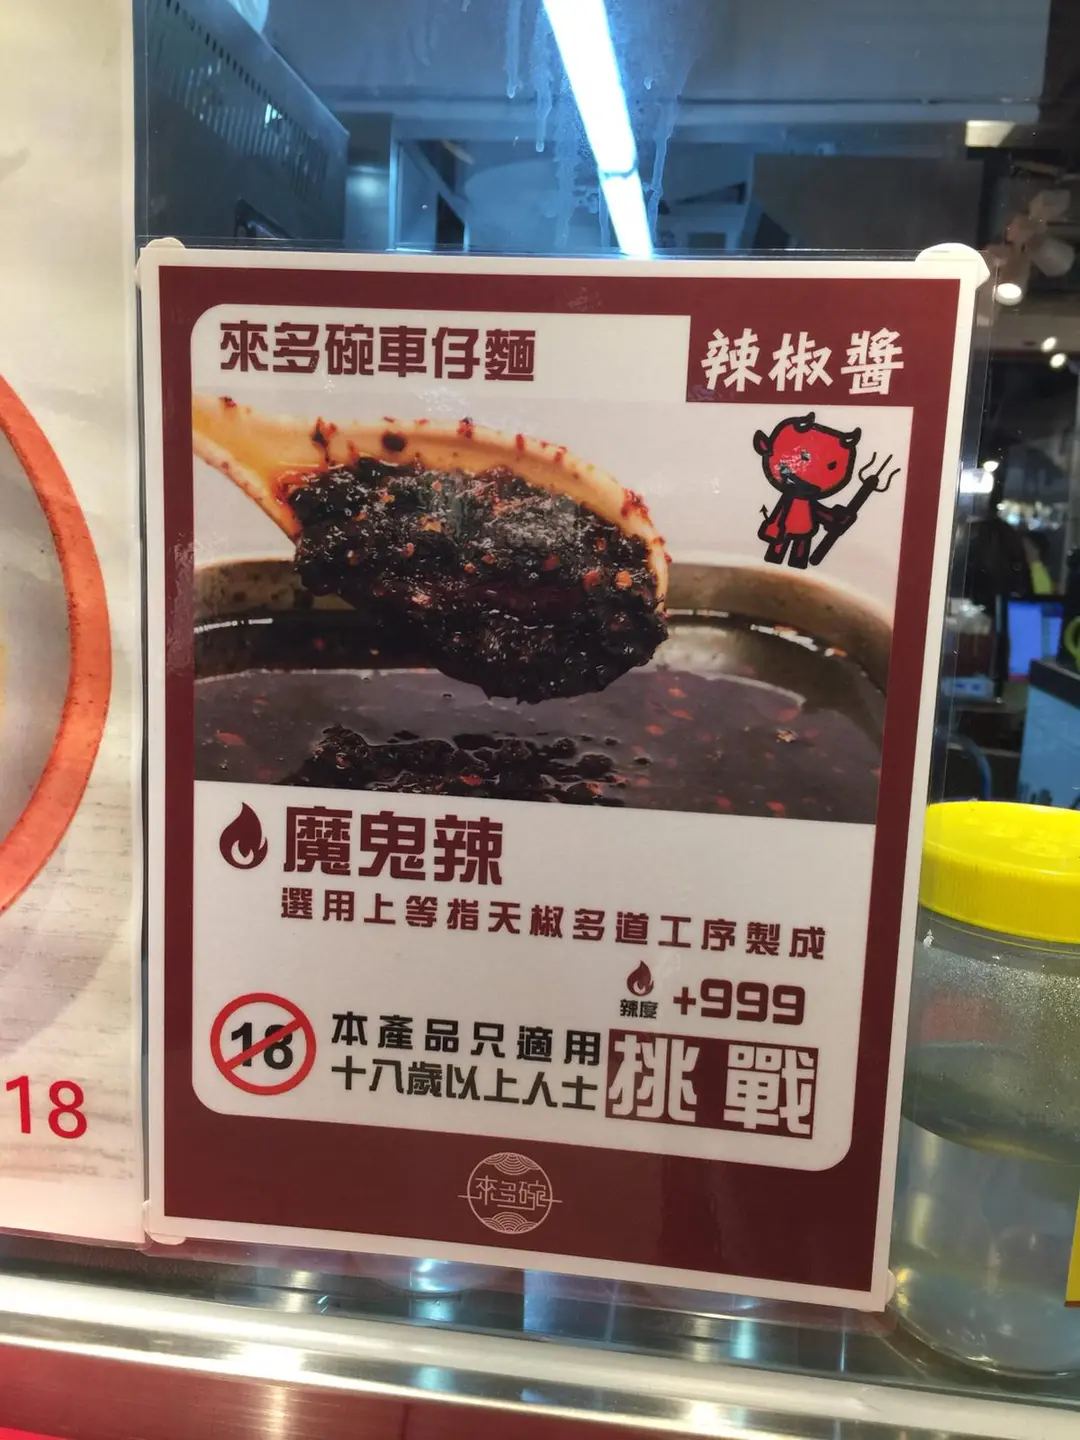 來多碗車仔麵
辣椒醬
魔鬼辣
選用上等指天椒多道工序製成
辣度 +999
18
本產品只適用
十八歲以上人士
挑戰
來多碗
18